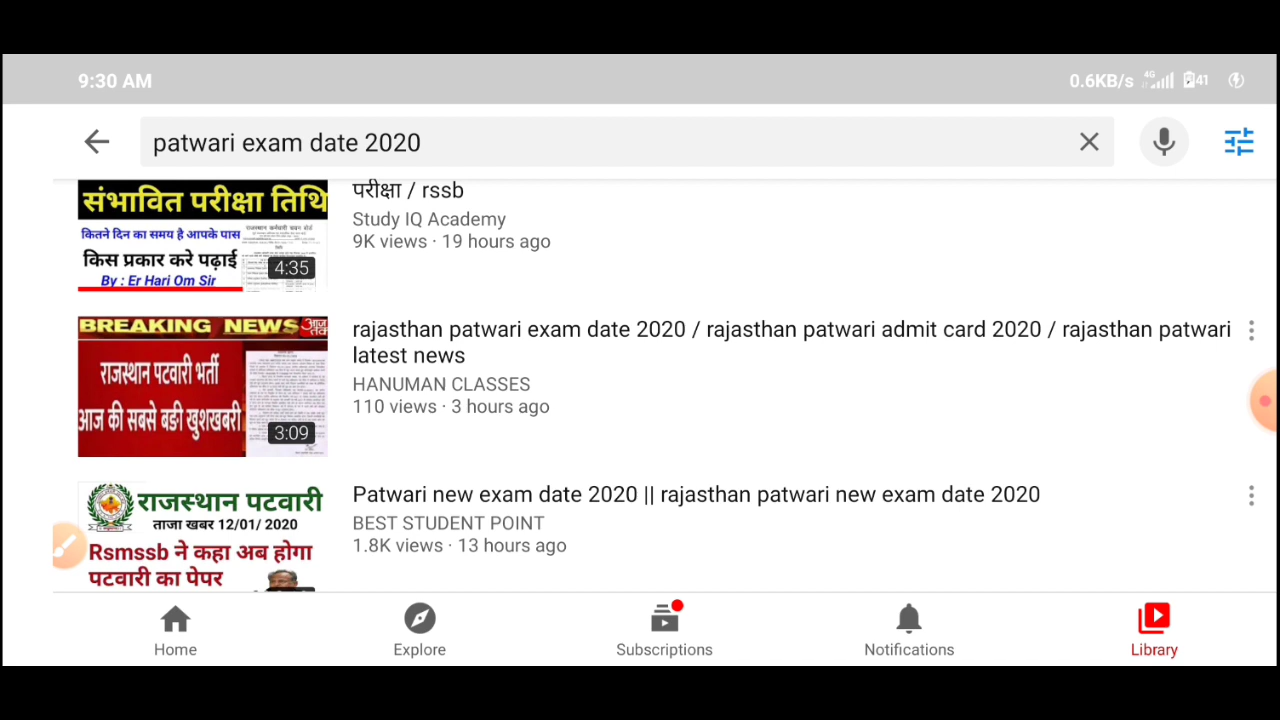 9:30 AM
0.6KB/s 4G 41
patwari exam date 2020
संभावित परीक्षा तिथि
कितने दिन का समय है आपके पास
किस प्रकार करे पढ़ाई
By : Er Hari Om Sir
4:35
परीक्षा / rssb
Study IQ Academy
9K views · 19 hours ago
BREAKING NEWS आज तक
राजस्थान पटवारी भर्ती
आज की सबसे बङी खुशखबरी
3:09
rajasthan patwari exam date 2020 / rajasthan patwari admit card 2020 / rajasthan patwari
latest news
HANUMAN CLASSES
110 views · 3 hours ago
राजस्थान पटवारी
ताजा खबर 12/01/ 2020
Rsmssb ने कहा अब होगा
पटवारी का पेपर
Patwari new exam date 2020 || rajasthan patwari new exam date 2020
BEST STUDENT POINT
1.8K views · 13 hours ago
Home
Explore
Subscriptions
Notifications
Library